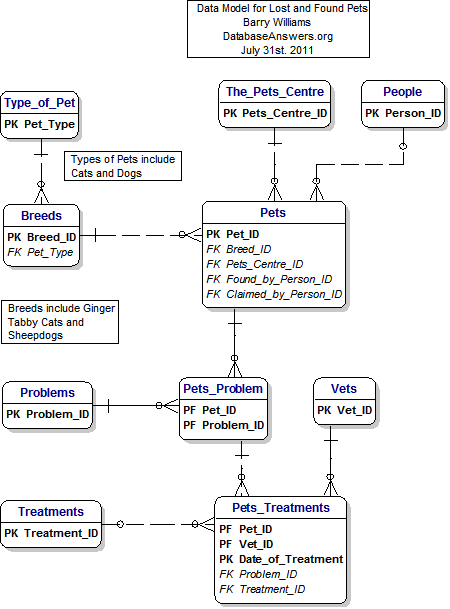 Data Model for Lost and Found Pets
Barry Williams
DatabaseAnswers.org
July 31st. 2011
Type_of_Pet
PK Pet_Type
The_Pets_Centre
PK Pets_Centre_ID
People
PK Person_ID
Types of Pets include
Cats and Dogs
Breeds
PK Breed_ID
FK Pet_Type
Pets
PK Pet_ID
FK Breed_ID
FK Pets_Centre_ID
FK Found_by_Person_ID
FK Claimed_by_Person_ID
Breeds include Ginger
Tabby Cats and
Sheepdogs
Problems
PK Problem_ID
Pets_Problem
PF Pet_ID
PF Problem_ID
Vets
PK Vet_ID
Treatments
PK Treatment_ID
Pets_Treatments
PF Pet_ID
PF Vet_ID
PK Date_of_Treatment
FK Problem_ID
FK Treatment_ID